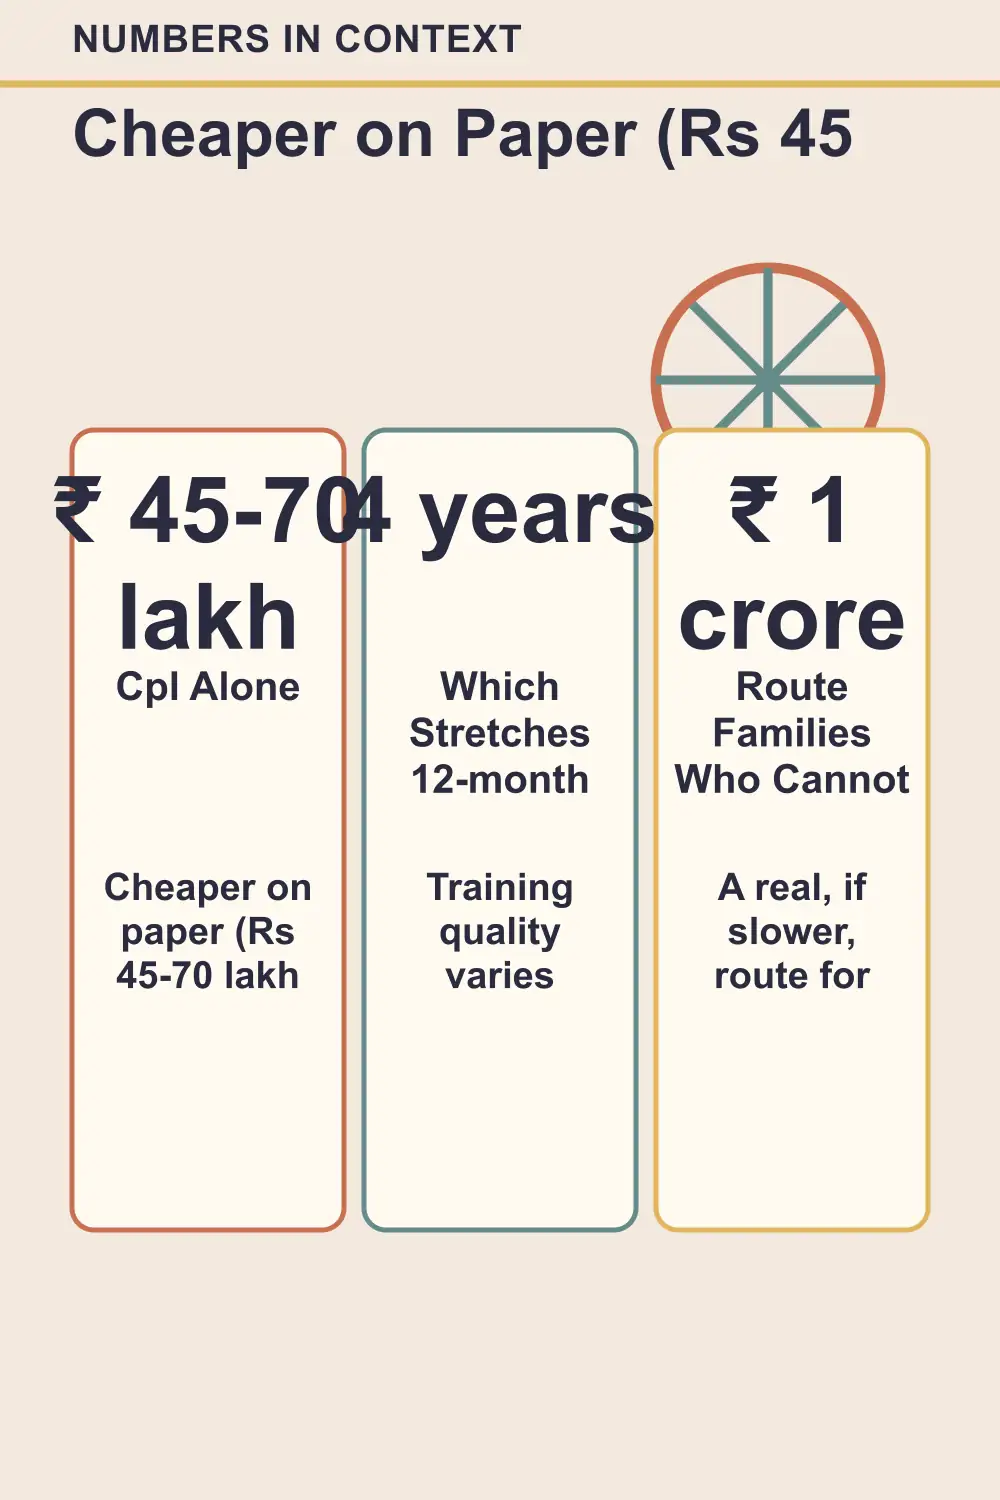 NUMBERS IN CONTEXT
Cheaper on Paper (Rs 45
₹ 45-70
lakh
Cpl Alone
Cheaper on
paper (Rs
45-70 lakh
4 years
Which
Stretches
12-month
Training
quality
varies
₹ 1
crore
Route
Families
Who Cannot
A real, if
slower,
route for